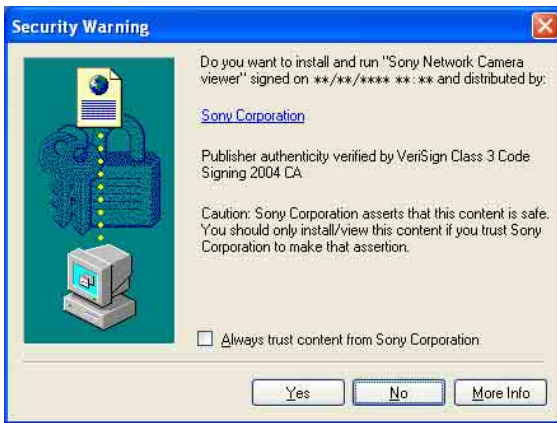 Security Warning
Do you want to install and run "Sony Network Camera
viewer" signed on **/**/**** **:** and distributed by:
Sony Corporation
Publisher authenticity verified by VeriSign Class 3 Code
Signing 2004 CA
Caution: Sony Corporation asserts that this content is safe.
You should only install/view this content if you trust Sony
Corporation to make that assertion.
Always trust content from Sony Corporation
Yes
No
More Info